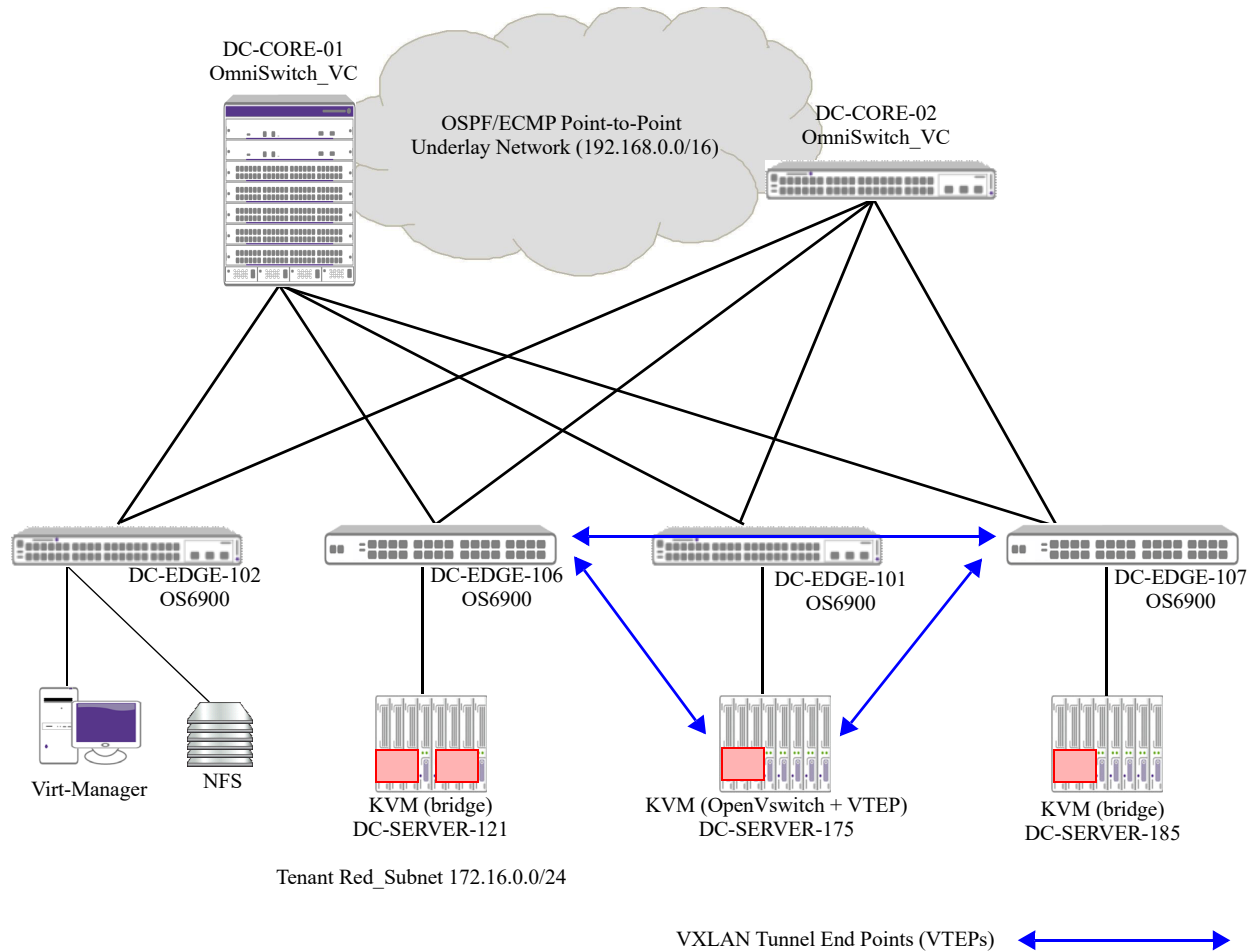 DC-CORE-01
OmniSwitch_VC
OSPF/ECMP Point-to-Point
Underlay Network (192.168.0.0/16)
DC-CORE-02
OmniSwitch_VC
DC-EDGE-102
OS6900
DC-EDGE-106
OS6900
DC-EDGE-101
OS6900
DC-EDGE-107
OS6900
Virt-Manager
NFS
KVM (bridge)
DC-SERVER-121
KVM (OpenVswitch + VTEP)
DC-SERVER-175
KVM (bridge)
DC-SERVER-185
Tenant Red_Subnet 172.16.0.0/24
VXLAN Tunnel End Points (VTEPs)